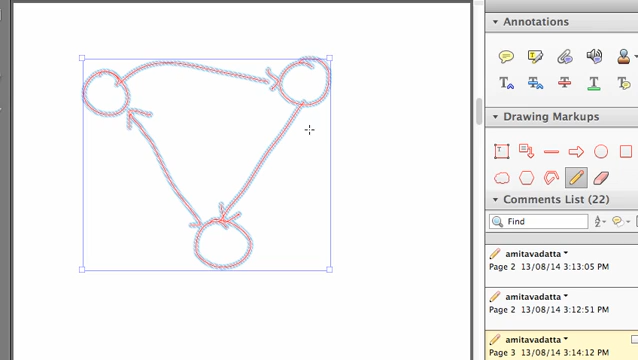 Annotations
T T T T T
Drawing Markups
T
Comments List (22)
Find
amitavadatta
Page 2 13/08/14 3:13:05 PM
amitavadatta
Page 2 13/08/14 3:12:51 PM
amitavadatta
Page 3 13/08/14 3:14:12 PM